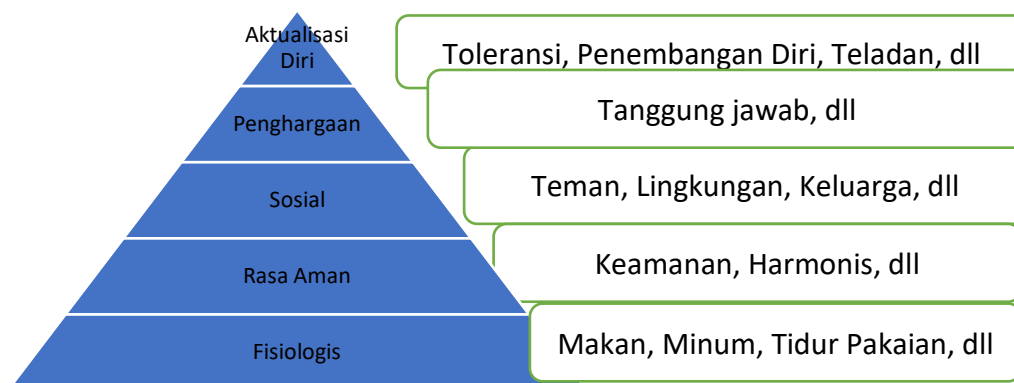 Aktualisasi
Diri
Toleransi, Penembangan Diri, Teladan, dll
Penghargaan
Tanggung jawab, dll
Sosial
Teman, Lingkungan, Keluarga, dll
Rasa Aman
Keamanan, Harmonis, dll
Fisiologis
Makan, Minum, Tidur Pakaian, dll